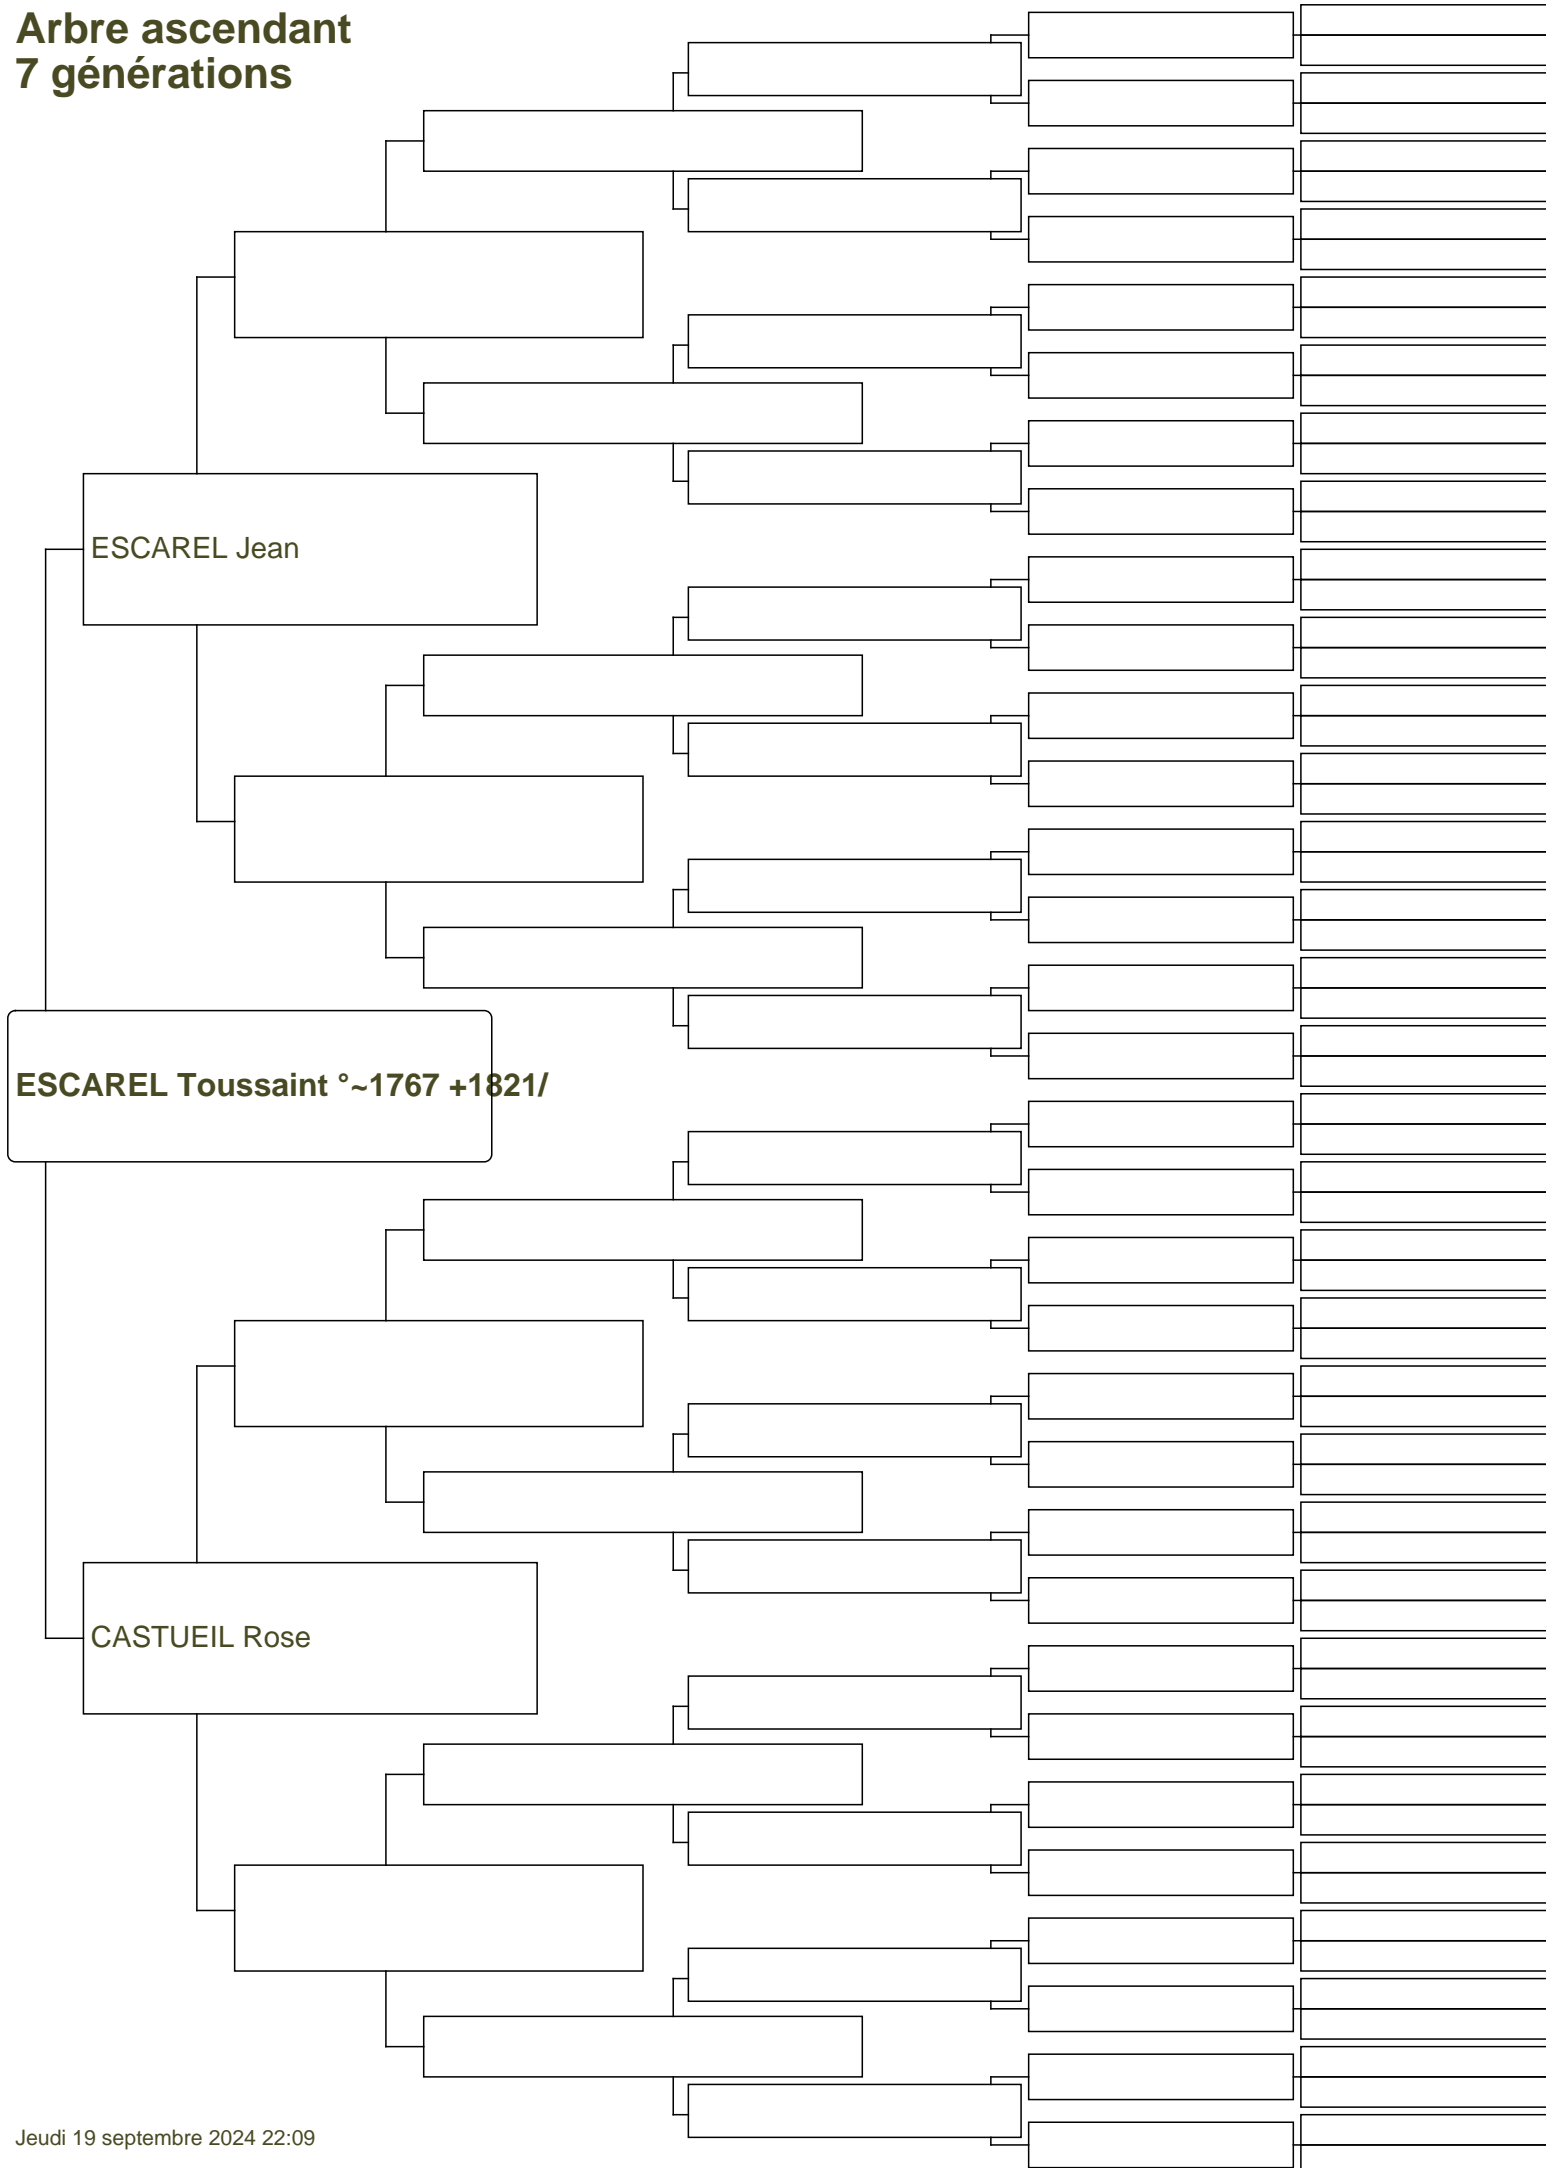 Arbre ascendant
7 générations
ESCAREL Jean
ESCAREL Toussaint °~1767 +1821/
CASTUEIL Rose
Jeudi 19 septembre 2024 22:09